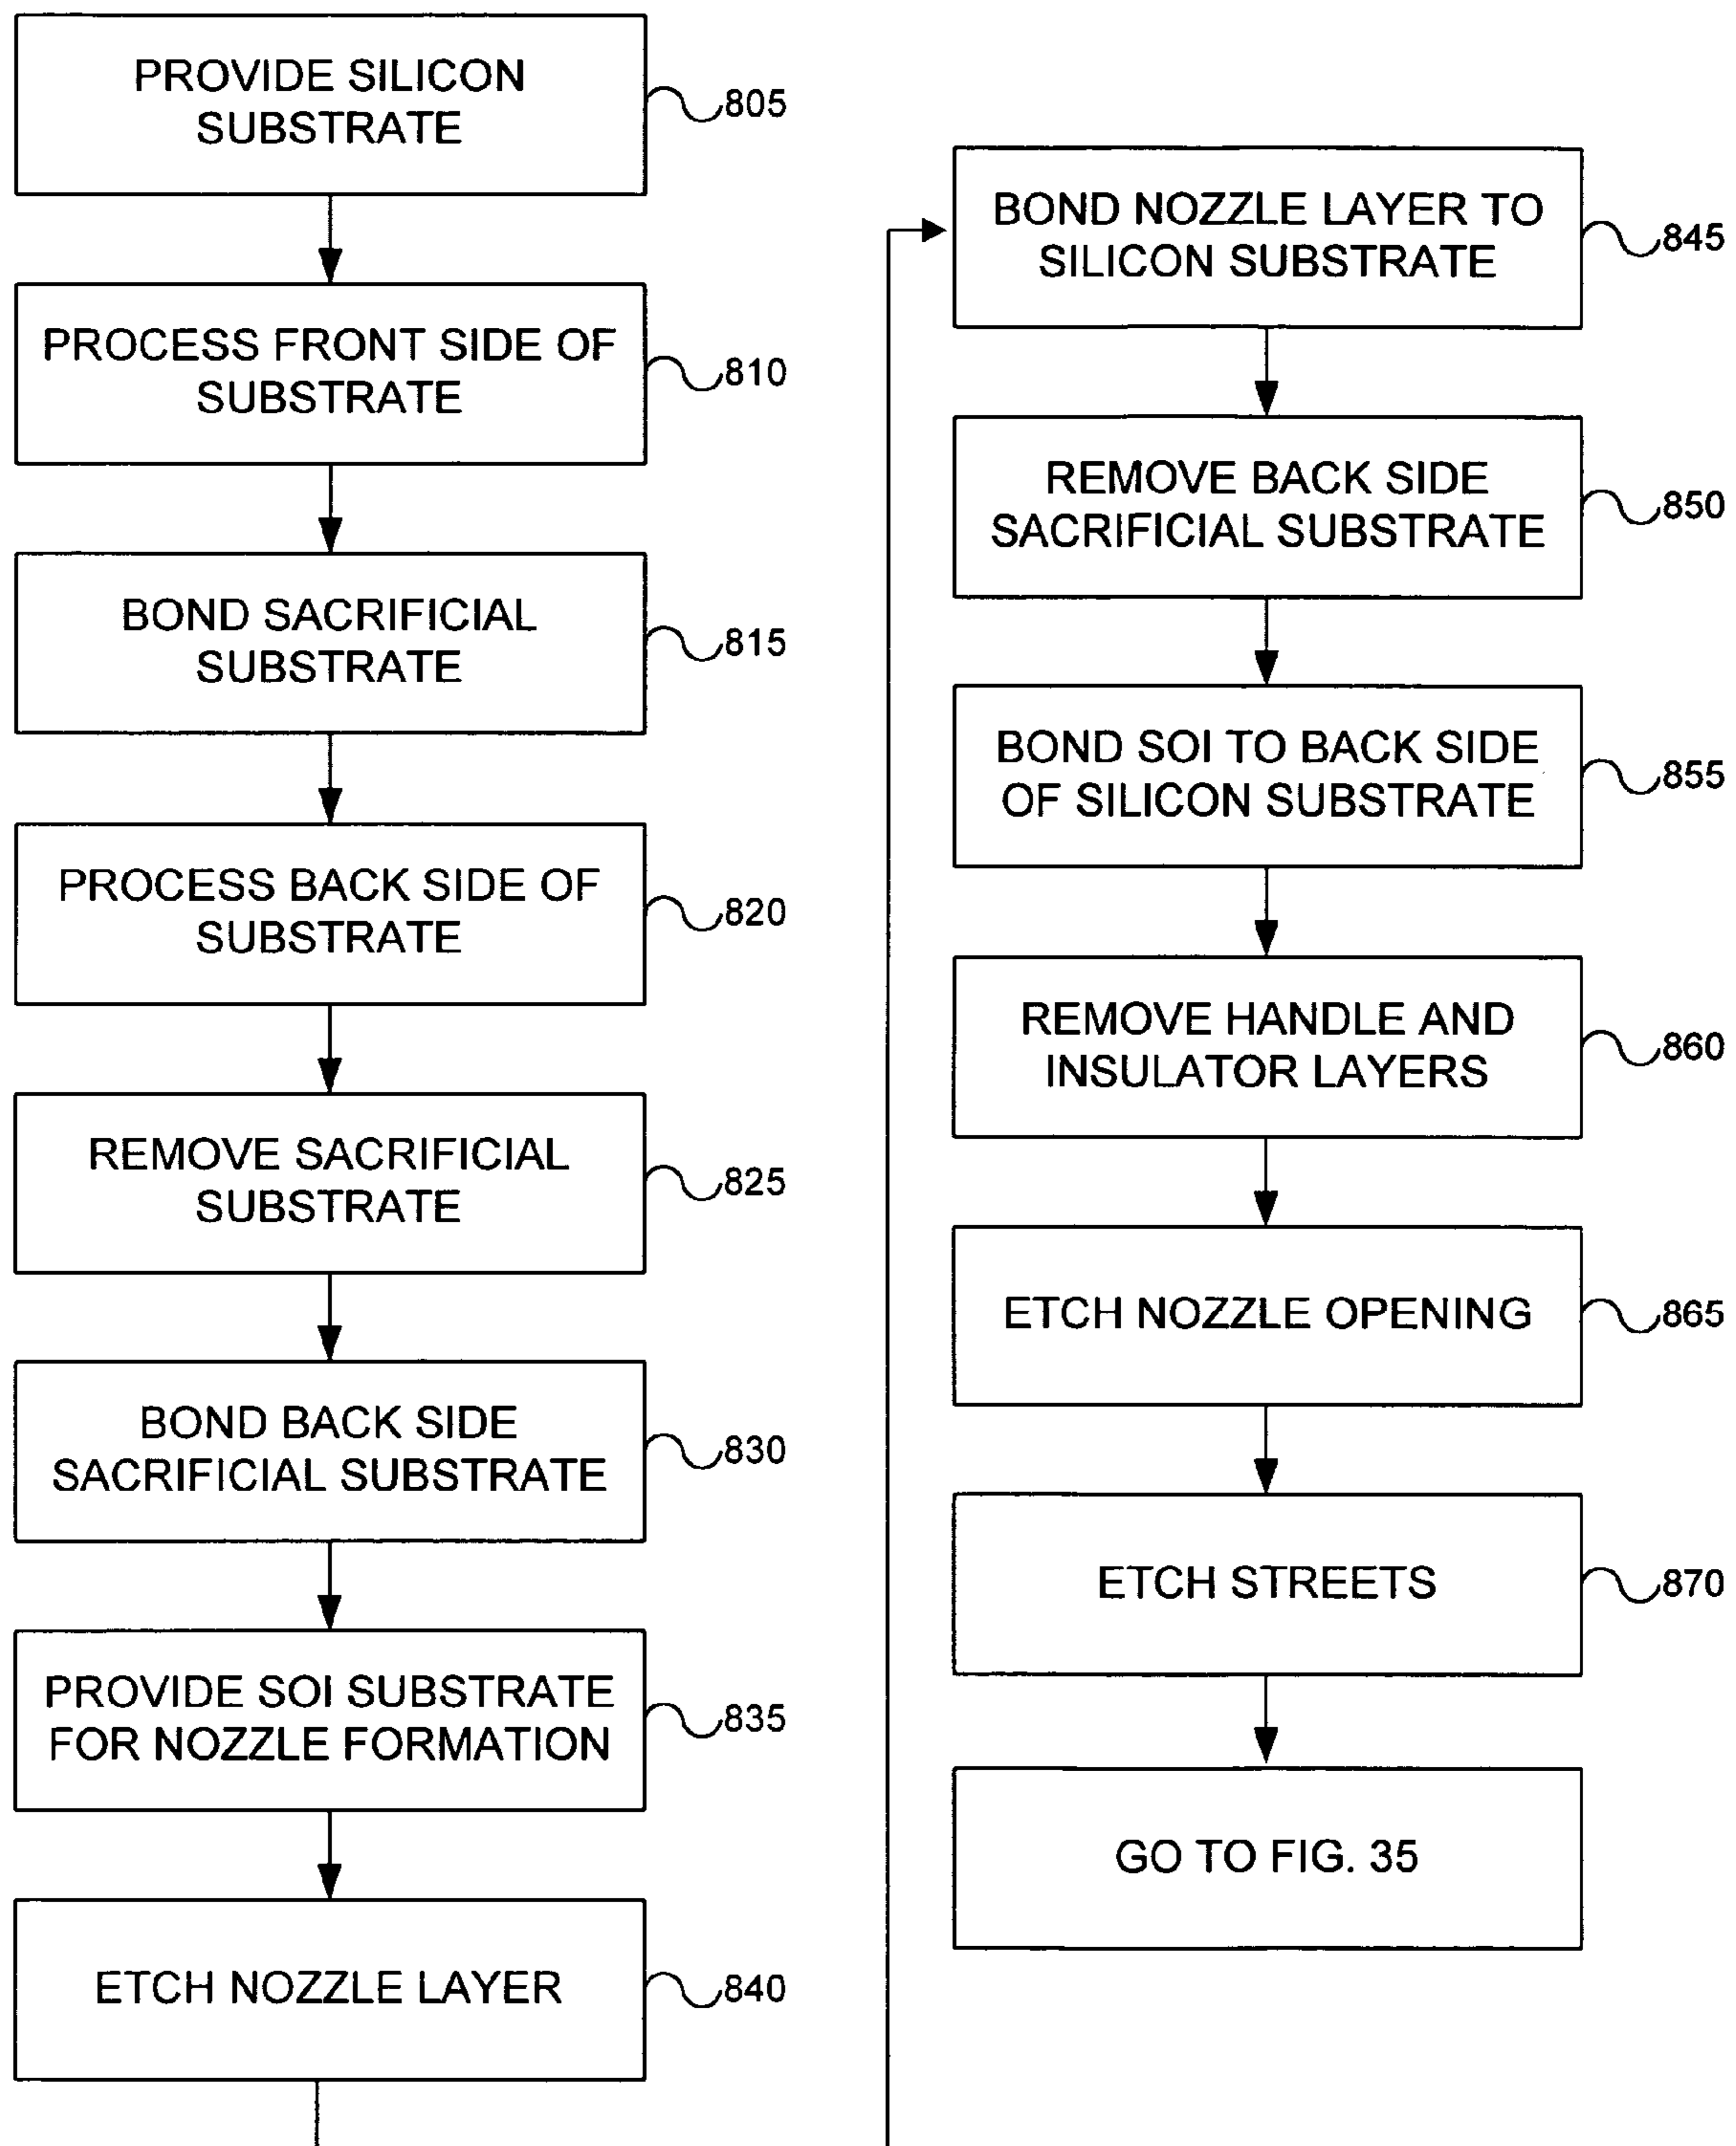 PROVIDE SILICON
SUBSTRATE
805
PROCESS FRONT SIDE OF
SUBSTRATE
810
BOND SACRIFICIAL
SUBSTRATE
815
PROCESS BACK SIDE OF
SUBSTRATE
820
REMOVE SACRIFICIAL
SUBSTRATE
825
BOND BACK SIDE
SACRIFICIAL SUBSTRATE
830
PROVIDE SOI SUBSTRATE
FOR NOZZLE FORMATION
835
ETCH NOZZLE LAYER
840
BOND NOZZLE LAYER TO
SILICON SUBSTRATE
845
REMOVE BACK SIDE
SACRIFICIAL SUBSTRATE
850
BOND SOI TO BACK SIDE
OF SILICON SUBSTRATE
855
REMOVE HANDLE AND
INSULATOR LAYERS
860
ETCH NOZZLE OPENING
865
ETCH STREETS
870
GO TO FIG. 35